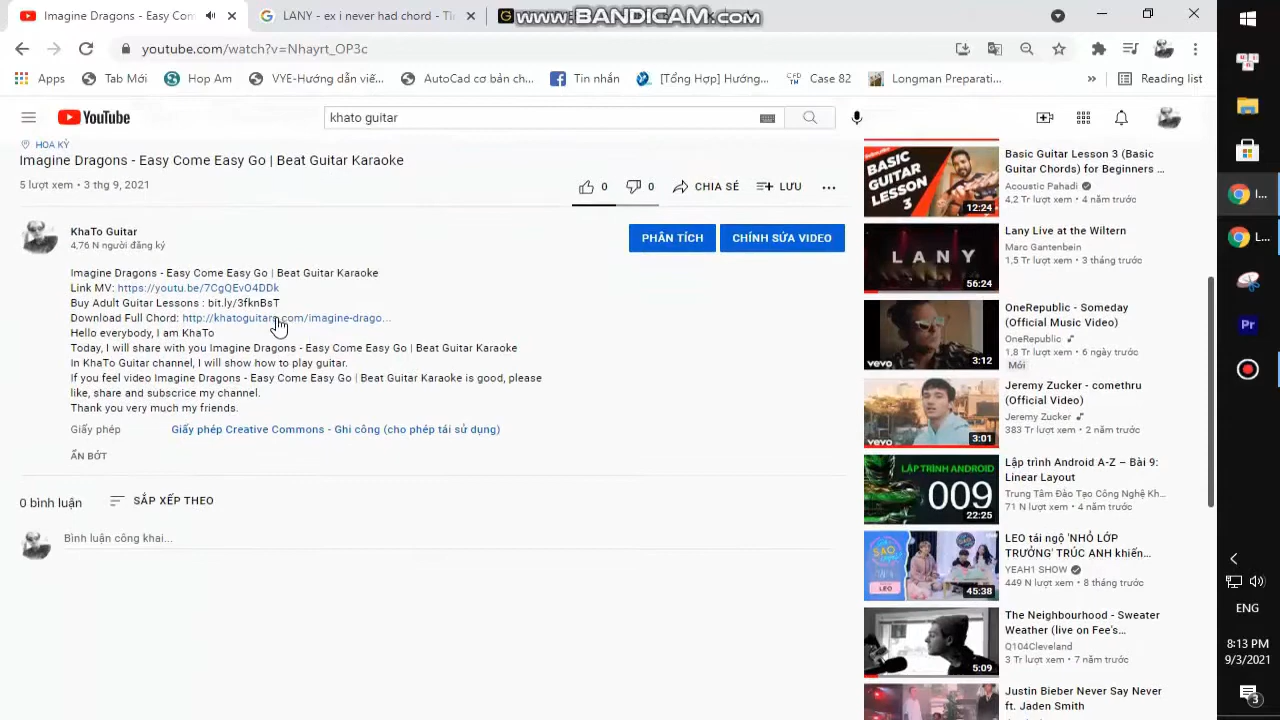 Imagine Dragons - Easy Come
LANY - ex i never had chord - Th
www.BANDICAM.com
youtube.com/watch?v=Nhayrt_OP3c
Apps
Tab Mới
Hop Am
VYE-Hướng dẫn viế...
AutoCad cơ bản ch...
Tin nhắn
[Tổng Hợp] Hướng...
Case 82
Longman Preparati...
»
Reading list
YouTube
khato guitar
HOA KỲ
Imagine Dragons - Easy Come Easy Go | Beat Guitar Karaoke
5 lượt xem • 3 thg 9, 2021
0
0
CHIA SẺ
LƯU
KhaTo Guitar
4,76 N người đăng ký
PHÂN TÍCH
CHỈNH SỬA VIDEO
Imagine Dragons - Easy Come Easy Go | Beat Guitar Karaoke
Link MV: https://youtu.be/7CgQEvO4DDk
Buy Adult Guitar Lessons : bit.ly/3fknBsT
Download Full Chord: http://khatoguitar.com/imagine-drago...
Hello everybody, I am KhaTo
Today, I will share with you Imagine Dragons - Easy Come Easy Go | Beat Guitar Karaoke
In KhaTo Guitar channel, I will show how to play guitar.
If you feel video Imagine Dragons - Easy Come Easy Go | Beat Guitar Karaoke is good, please
like, share and subscrice my channel.
Thank you very much my friends.
Giấy phép
Giấy phép Creative Commons - Ghi công (cho phép tái sử dụng)
ẨN BỚT
0 bình luận
SẮP XẾP THEO
Bình luận công khai...
BASIC
GUITAR
LESSON
3
12:24
Basic Guitar Lesson 3 (Basic
Guitar Chords) for Beginners ...
Acoustic Pahadi
4,2 Tr lượt xem • 4 năm trước
LANY
56:24
Lany Live at the Wiltern
Marc Gantenbein
1,5 Tr lượt xem • 3 tháng trước
vevo
3:12
OneRepublic - Someday
(Official Music Video)
OneRepublic
1,8 Tr lượt xem • 6 ngày trước
Mới
vevo
3:01
Jeremy Zucker - comethru
(Official Video)
Jeremy Zucker
383 Tr lượt xem • 2 năm trước
LẬP TRÌNH ANDROID
009
22:25
Lập trình Android A-Z – Bài 9:
Linear Layout
Trung Tâm Đào Tạo Công Nghệ Kh...
71 N lượt xem • 4 năm trước
SAO
LEO
45:38
LEO tái ngộ 'NHỎ LỚP
TRƯỞNG' TRÚC ANH khiến...
YEAH1 SHOW
449 N lượt xem • 8 tháng trước
5:09
The Neighbourhood - Sweater
Weather (live on Fee's...
Q104Cleveland
3 Tr lượt xem • 7 năm trước
Justin Bieber Never Say Never
ft. Jaden Smith
I...
L...
Pr
ENG
8:13 PM
9/3/2021
3